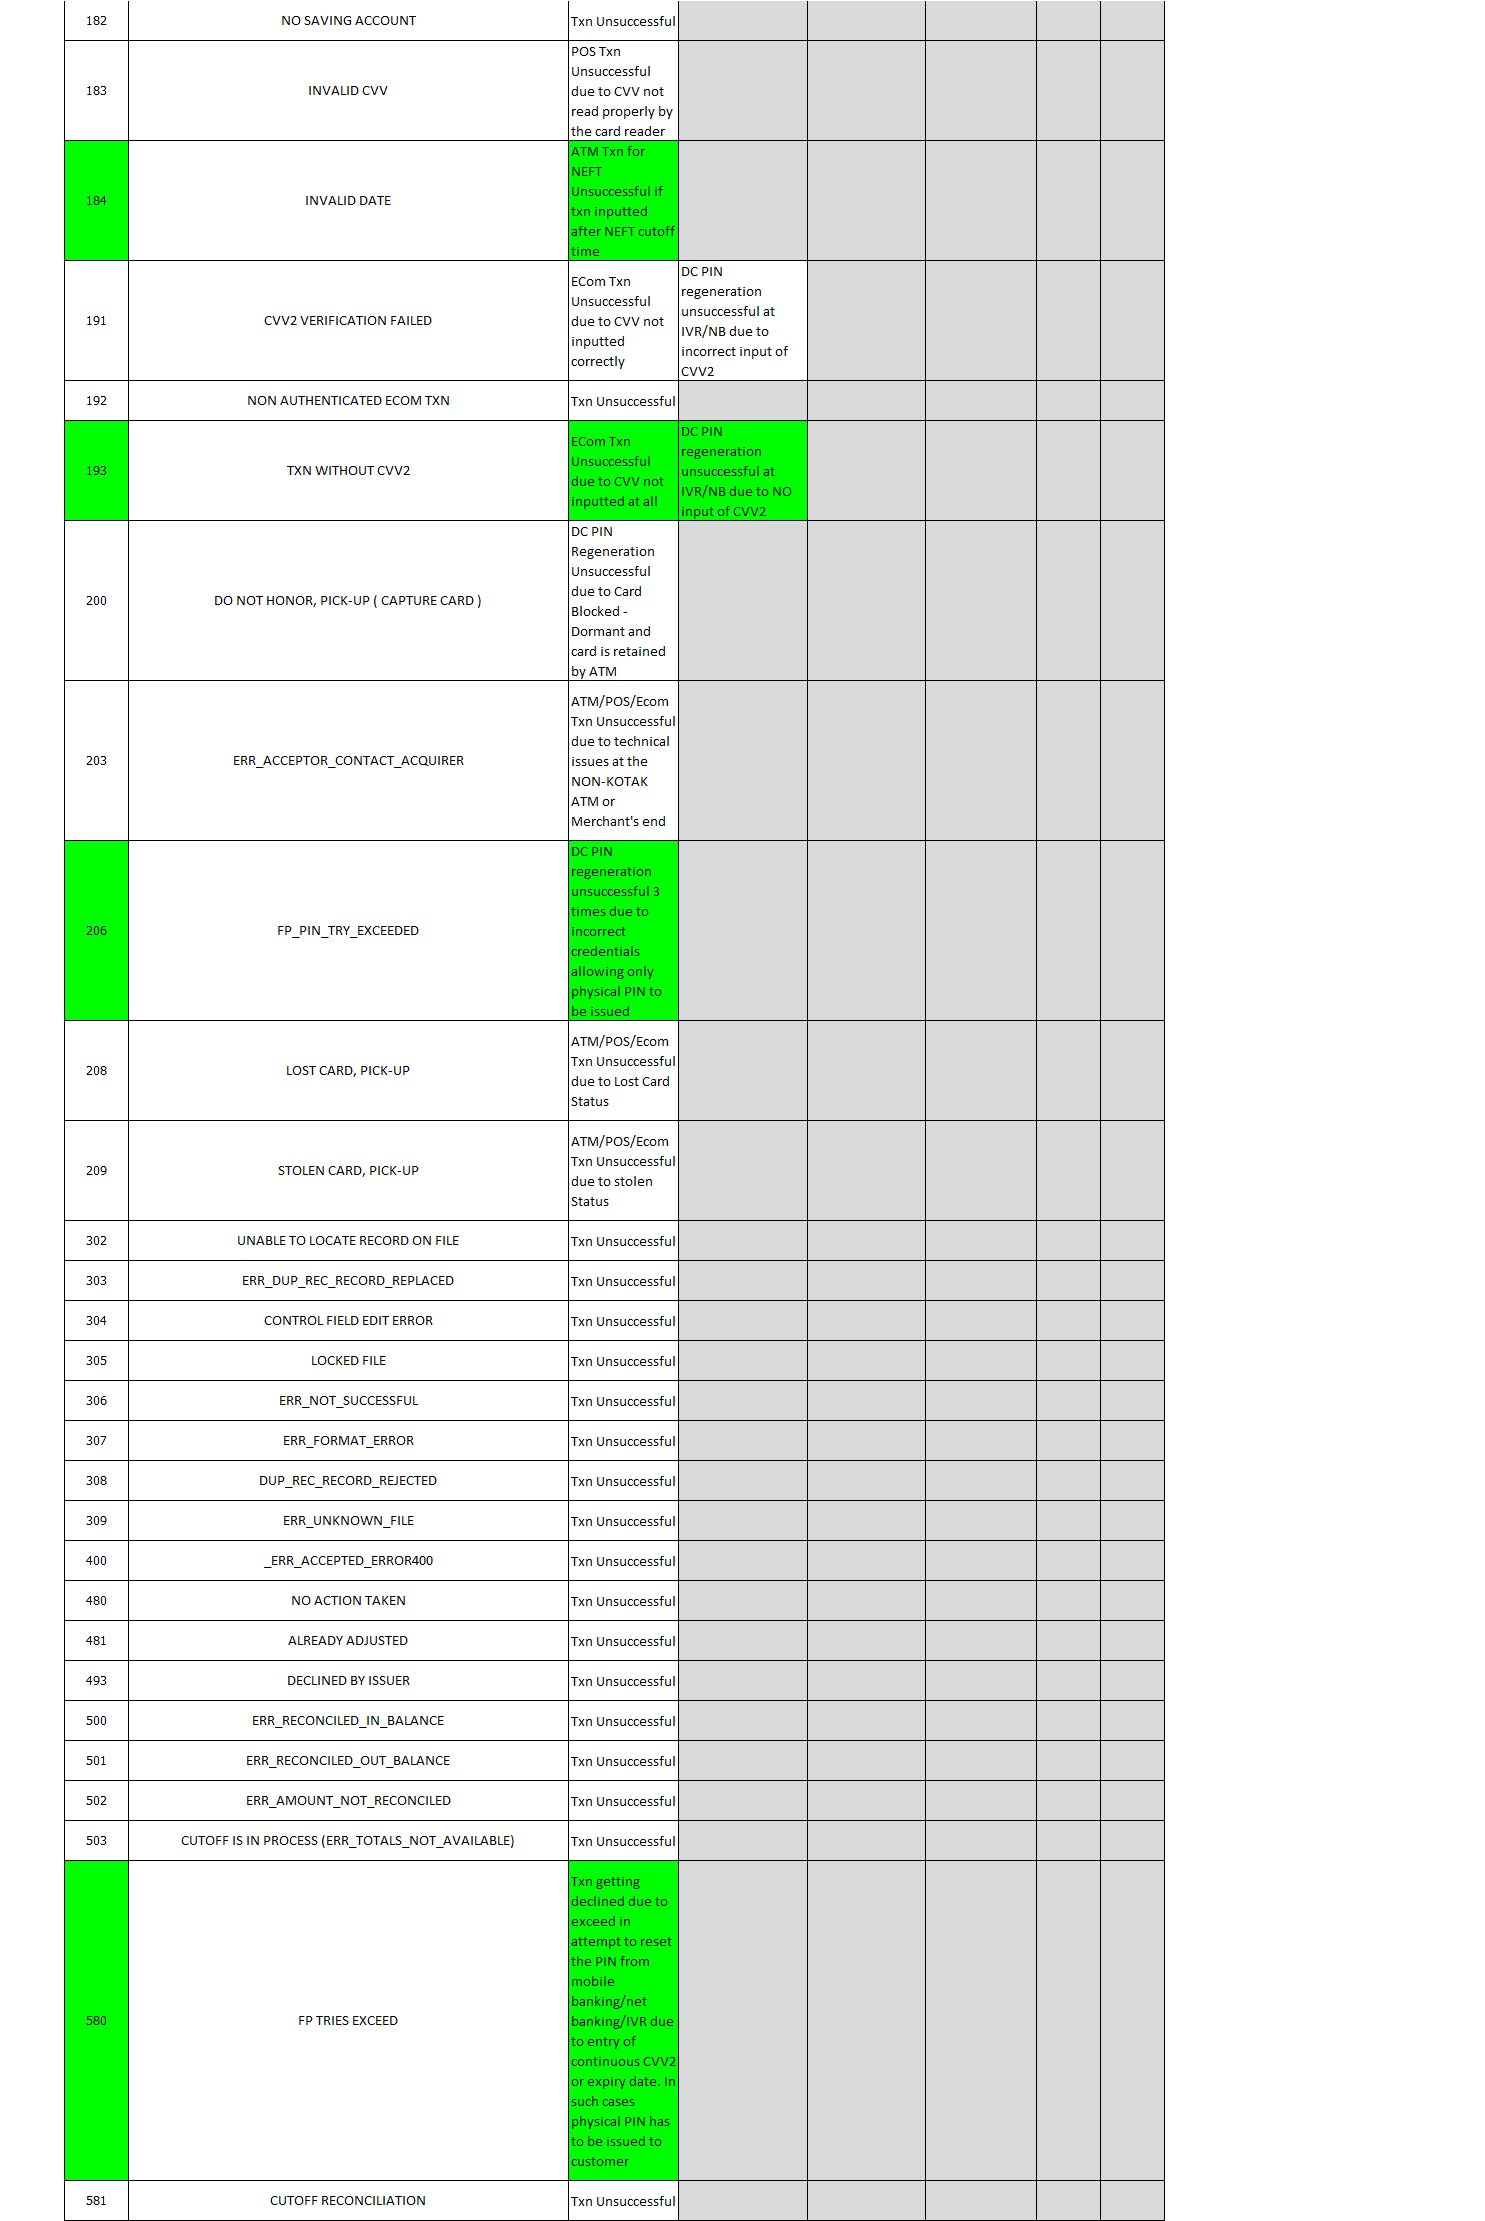 182 NO SAVING ACCOUNT Txn Unsuccessful
183 INVALID CVV
POS Txn
Unsuccessful
due to CVV not
read properly by
the card reader
184 INVALID DATE
ATM Txn for
NEFT
Unsuccessful if
txn inputted
after NEFT cutoff
time
191 CVV2 VERIFICATION FAILED
ECom Txn
Unsuccessful
due to CVV not
inputted
correctly
DC PIN
regeneration
unsuccessful at
IVR/NB due to
incorrect input of
CVV2
192 NON AUTHENTICATED ECOM TXN Txn Unsuccessful
193 TXN WITHOUT CVV2
ECom Txn
Unsuccessful
due to CVV not
inputted at all
DC PIN
regeneration
unsuccessful at
IVR/NB due to NO
input of CVV2
200 DO NOT HONOR, PICK-UP ( CAPTURE CARD )
DC PIN
Regeneration
Unsuccessful
due to Card
Blocked -
Dormant and
card is retained
by ATM
203 ERR_ACCEPTOR_CONTACT_ACQUIRER
ATM/POS/Ecom
Txn Unsuccessful
due to technical
issues at the
NON-KOTAK
ATM or
Merchant's end
206 FP_PIN_TRY_EXCEEDED
DC PIN
regeneration
unsuccessful 3
times due to
incorrect
credentials
allowing only
physical PIN to
be issued
208 LOST CARD, PICK-UP
ATM/POS/Ecom
Txn Unsuccessful
due to Lost Card
Status
209 STOLEN CARD, PICK-UP
ATM/POS/Ecom
Txn Unsuccessful
due to stolen
Status
302 UNABLE TO LOCATE RECORD ON FILE Txn Unsuccessful
303 ERR_DUP_REC_RECORD_REPLACED Txn Unsuccessful
304 CONTROL FIELD EDIT ERROR Txn Unsuccessful
305 LOCKED FILE Txn Unsuccessful
306 ERR_NOT_SUCCESSFUL Txn Unsuccessful
307 ERR_FORMAT_ERROR Txn Unsuccessful
308 DUP_REC_RECORD_REJECTED Txn Unsuccessful
309 ERR_UNKNOWN_FILE Txn Unsuccessful
400 _ERR_ACCEPTED_ERROR400 Txn Unsuccessful
480 NO ACTION TAKEN Txn Unsuccessful
481 ALREADY ADJUSTED Txn Unsuccessful
493 DECLINED BY ISSUER Txn Unsuccessful
500 ERR_RECONCILED_IN_BALANCE Txn Unsuccessful
501 ERR_RECONCILED_OUT_BALANCE Txn Unsuccessful
502 ERR_AMOUNT_NOT_RECONCILED Txn Unsuccessful
503 CUTOFF IS IN PROCESS (ERR_TOTALS_NOT_AVAILABLE) Txn Unsuccessful
580 FP TRIES EXCEED
Txn getting
declined due to
exceed in
attempt to reset
the PIN from
mobile
banking/net
banking/IVR due
to entry of
continuous CVV2
or expiry date. In
such cases
physical PIN has
to be issued to
customer
581 CUTOFF RECONCILIATION Txn Unsuccessful